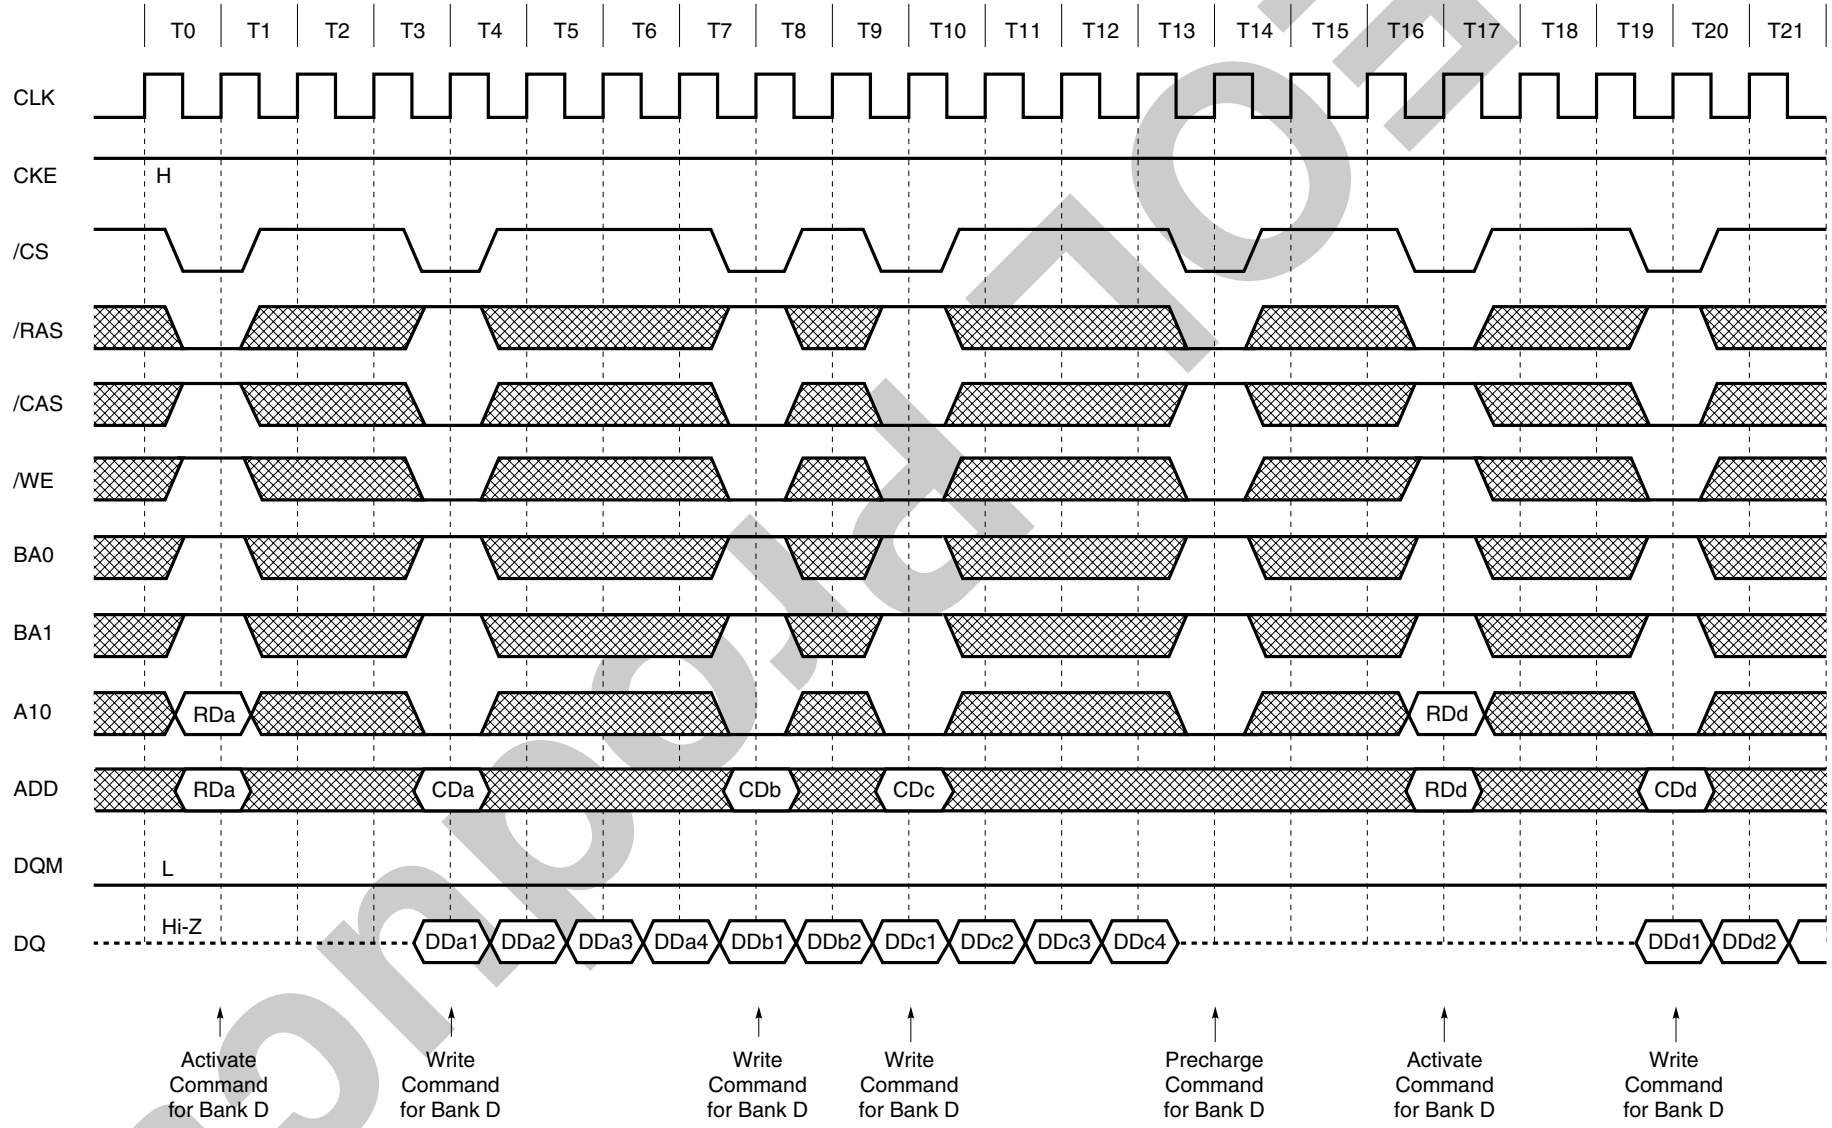 T0 T1 T2 T3 T4 T5 T6 T7 T8 T9 T10 T11 T12 T13 T14 T15 T16 T17 T18 T19 T20 T21
CLK
CKE H
/CS
/RAS
/CAS
/WE
BA0
BA1
A10 RDa RDd
ADD RDa CDa CDb CDc RDd CDd
DQM L
DQ Hi-Z DDa1 DDa2 DDa3 DDa4 DDb1 DDb2 DDc1 DDc2 DDc3 DDc4 DDd1 DDd2
Activate Write Write Write Precharge Activate Write
Command Command Command Command Command Command Command
for Bank D for Bank D for Bank D for Bank D for Bank D for Bank D for Bank D
EOL Produc